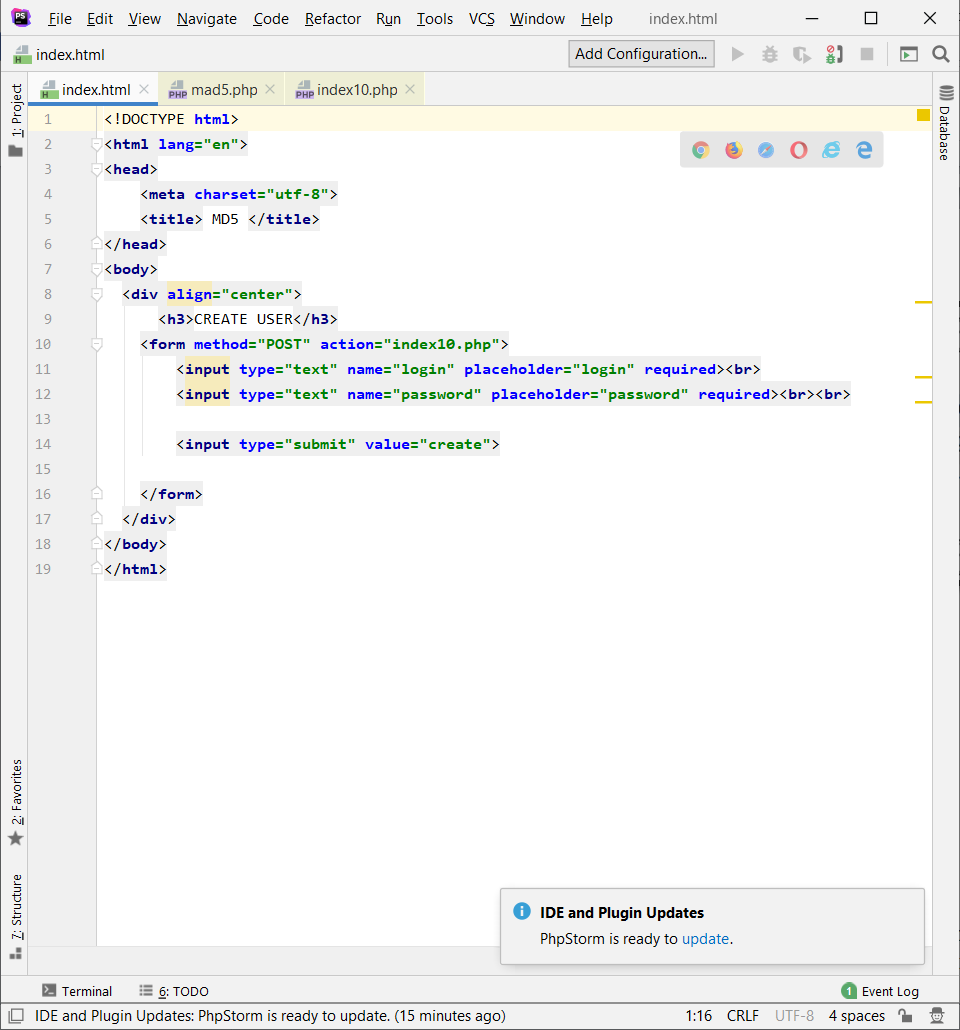 PS File Edit View Navigate Code Refactor Run Tools VCS Window Help index.html
H index.html Add Configuration...
H index.html PHP mad5.php PHP index10.php
1: Project
Database
1 <!DOCTYPE html>
2 <html lang="en">
3 <head>
4 <meta charset="utf-8">
5 <title> MD5 </title>
6 </head>
7 <body>
8 <div align="center">
9 <h3>CREATE USER</h3>
10 <form method="POST" action="index10.php">
11 <input type="text" name="login" placeholder="login" required><br>
12 <input type="text" name="password" placeholder="password" required><br><br>
13
14 <input type="submit" value="create">
15
16 </form>
17 </div>
18 </body>
19 </html>
2: Favorites
7: Structure
IDE and Plugin Updates
PhpStorm is ready to update.
Terminal 6: TODO 1 Event Log
IDE and Plugin Updates: PhpStorm is ready to update. (15 minutes ago) 1:16 CRLF UTF-8 4 spaces